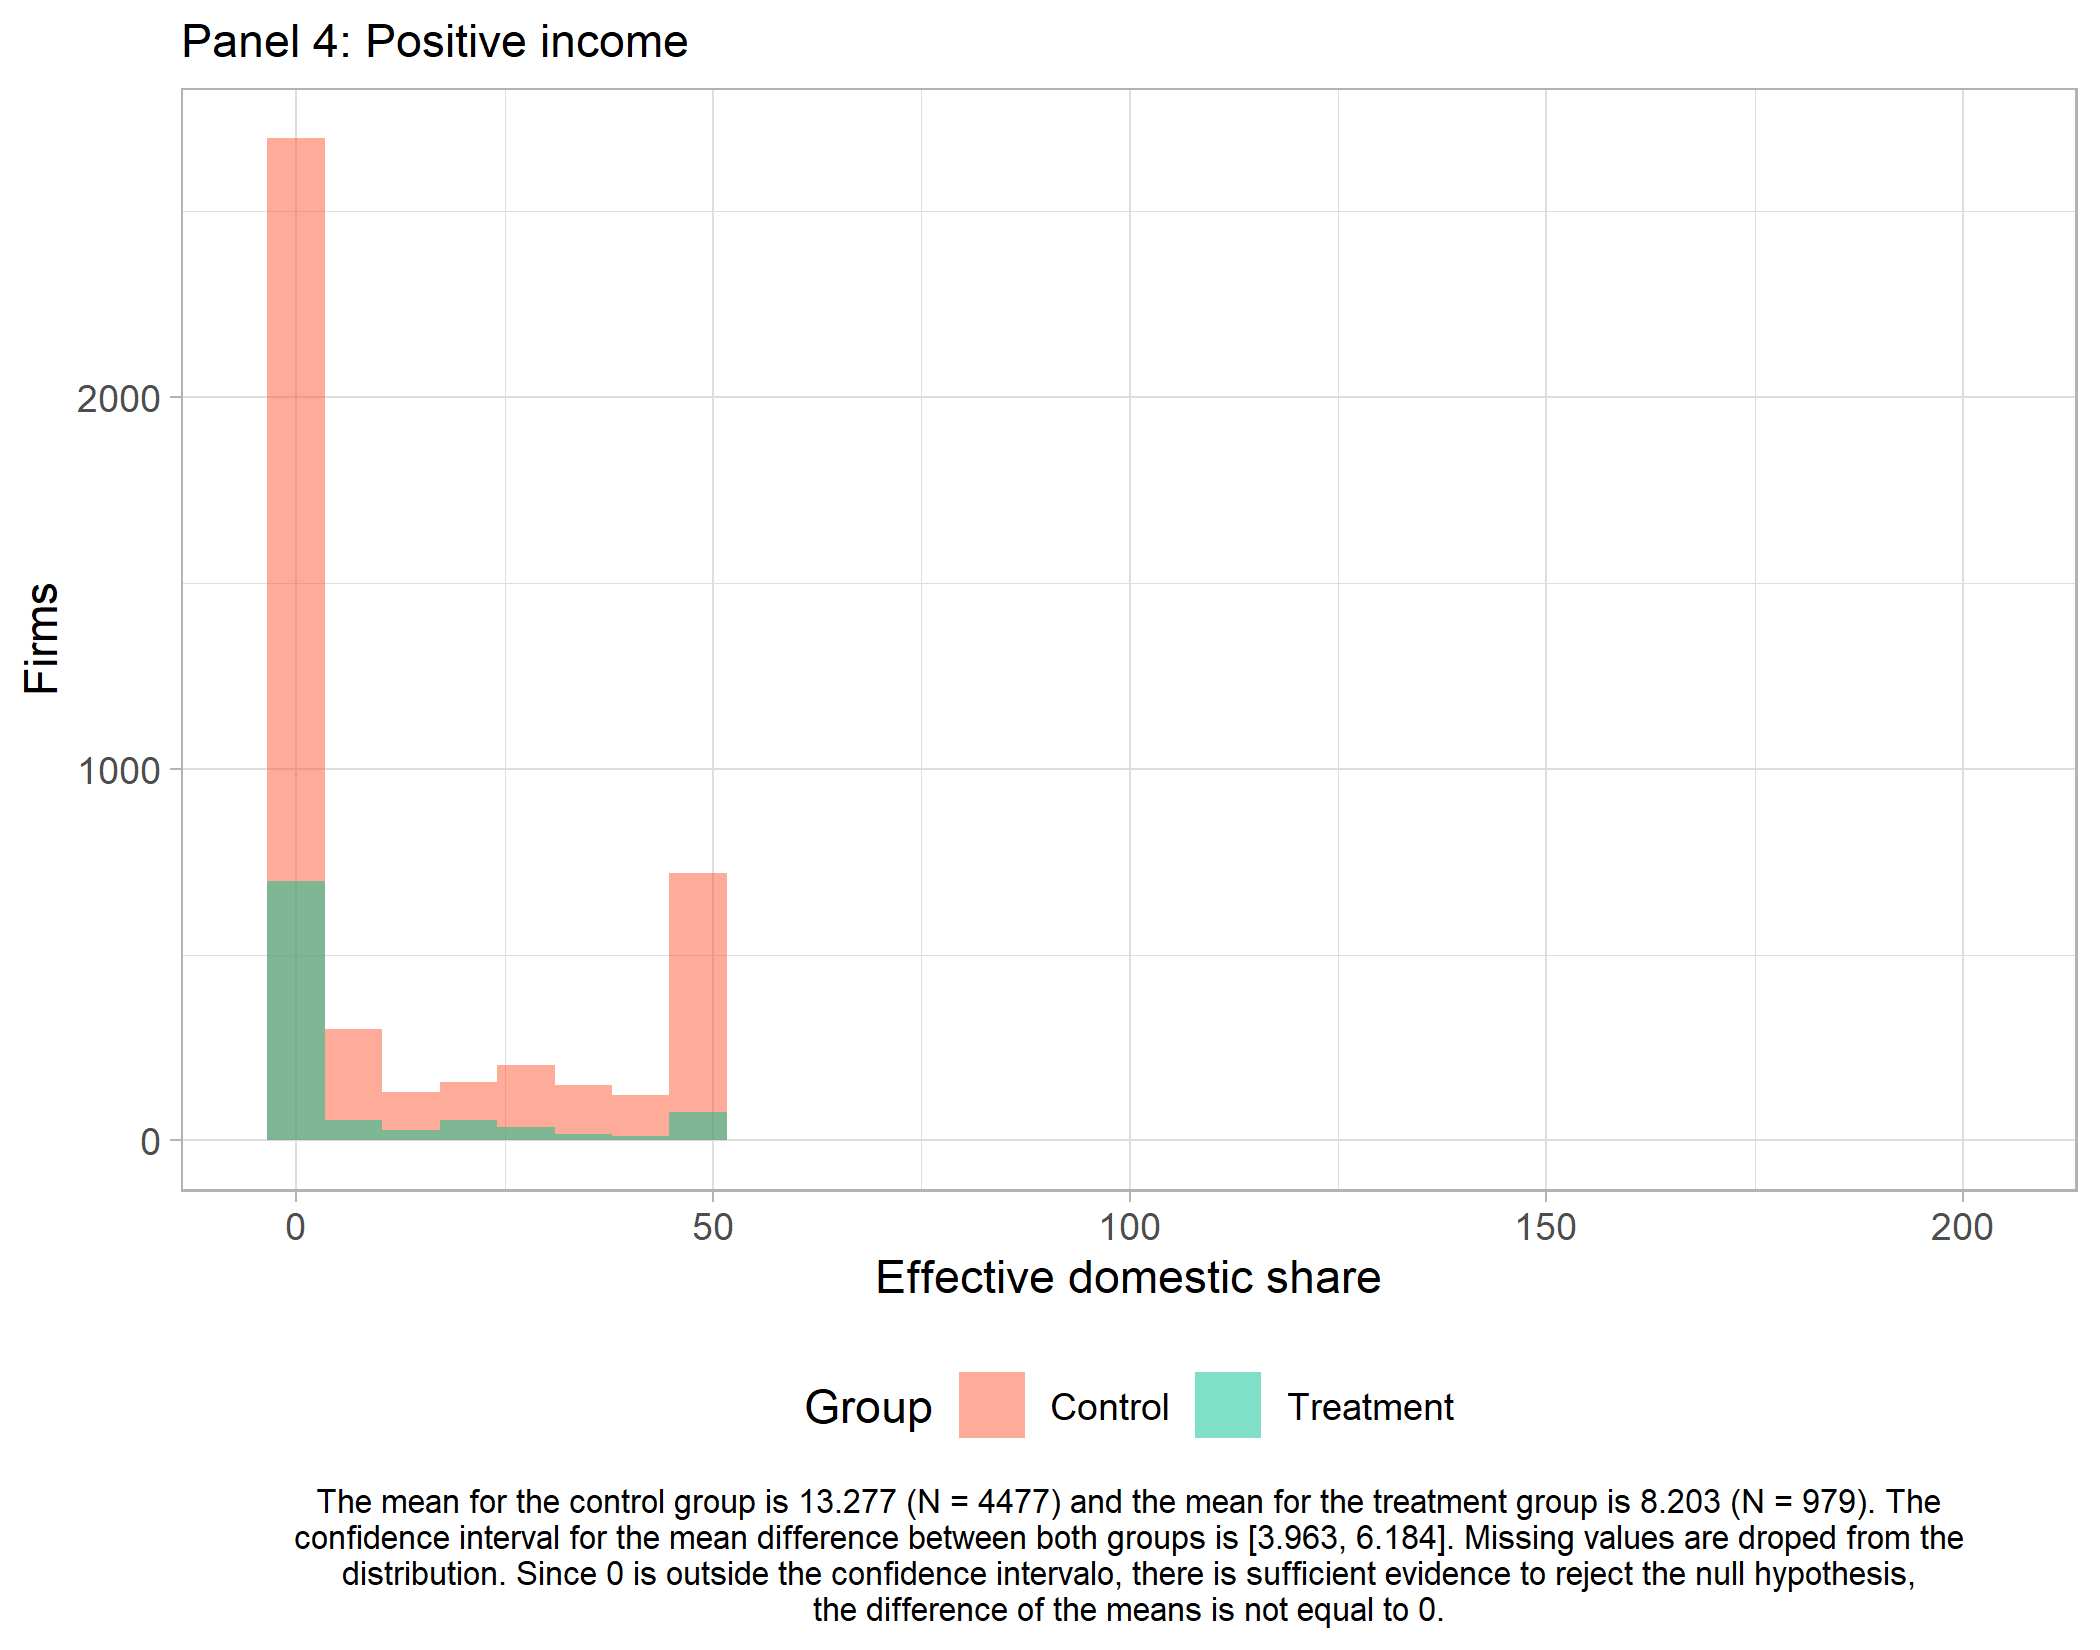 Panel 4: Positive income
Firms
2000
1000
0
0 50 100 150 200
Effective domestic share
Group Control Treatment
The mean for the control group is 13.277 (N = 4477) and the mean for the treatment group is 8.203 (N = 979). The
confidence interval for the mean difference between both groups is [3.963, 6.184]. Missing values are droped from the
distribution. Since 0 is outside the confidence intervalo, there is sufficient evidence to reject the null hypothesis,
the difference of the means is not equal to 0.